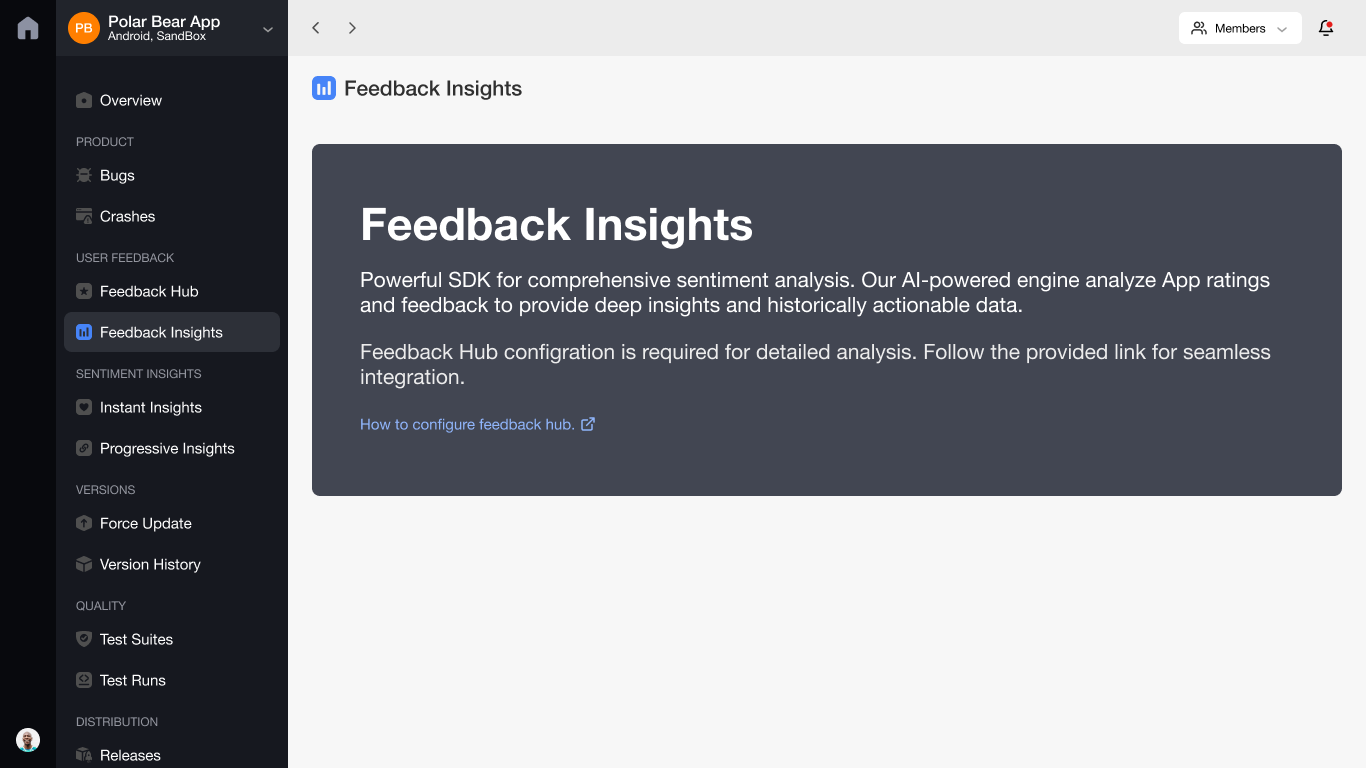 PB
Polar Bear App
Android, SandBox
Members
Overview
PRODUCT
Bugs
Crashes
USER FEEDBACK
Feedback Hub
Feedback Insights
SENTIMENT INSIGHTS
Instant Insights
Progressive Insights
VERSIONS
Force Update
Version History
QUALITY
Test Suites
Test Runs
DISTRIBUTION
Releases
Feedback Insights
Feedback Insights
Powerful SDK for comprehensive sentiment analysis. Our AI-powered engine analyze App ratings
and feedback to provide deep insights and historically actionable data.
Feedback Hub configration is required for detailed analysis. Follow the provided link for seamless
integration.
How to configure feedback hub.